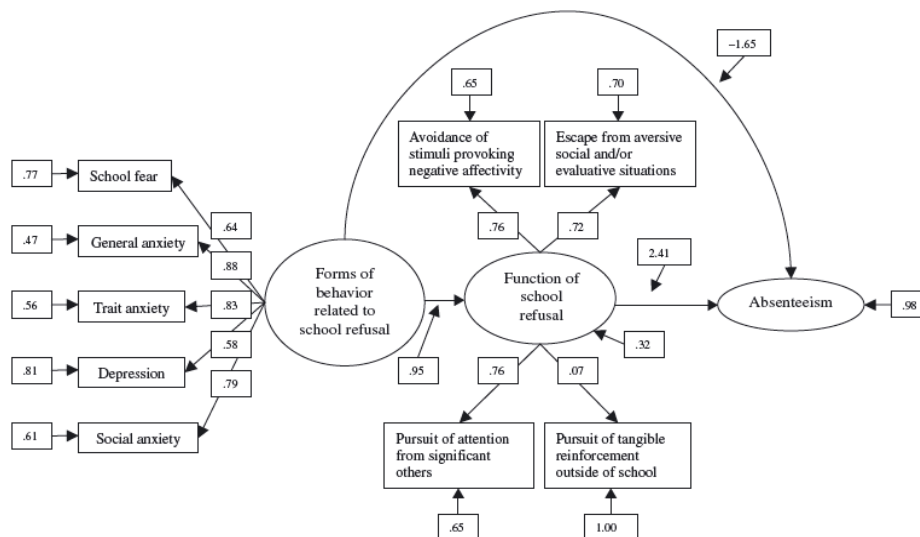 −1.65
.65
.70
Avoidance of
stimuli provoking
negative affectivity
Escape from aversive
social and/or
evaluative situations
.77
School fear
.64
.76
.72
.47
General anxiety
.88
2.41
Forms of
behavior
related to
school refusal
Function of
school
refusal
.56
Trait anxiety
.83
Absenteeism
.98
.58
.32
.81
Depression
.95
.76
.07
.79
.61
Social anxiety
Pursuit of attention
from significant
others
Pursuit of tangible
reinforcement
outside of school
.65
1.00